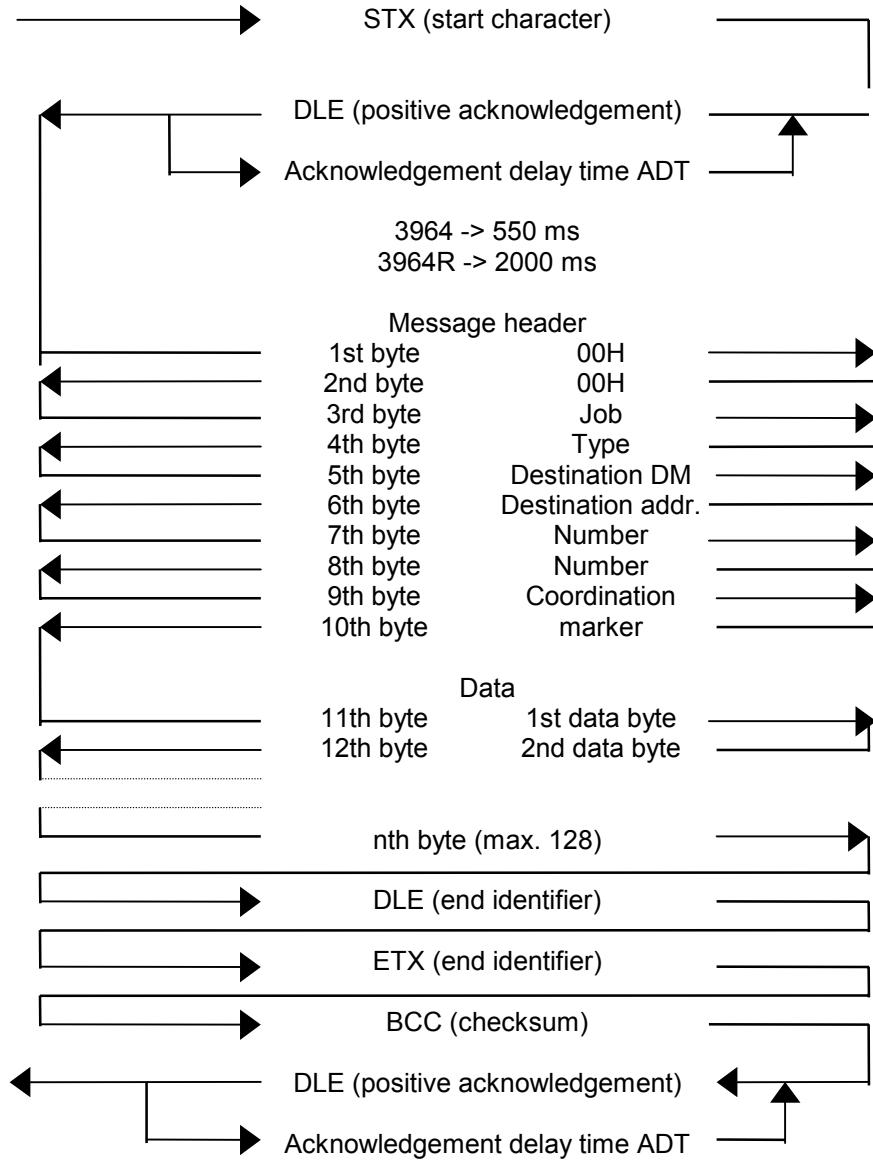 STX (start character)
DLE (positive acknowledgement)
Acknowledgement delay time ADT
3964 -> 550 ms
3964R -> 2000 ms
Message header
1st byte 00H
2nd byte 00H
3rd byte Job
4th byte Type
5th byte Destination DM
6th byte Destination addr.
7th byte Number
8th byte Number
9th byte Coordination
10th byte marker
Data
11th byte 1st data byte
12th byte 2nd data byte
nth byte (max. 128)
DLE (end identifier)
ETX (end identifier)
BCC (checksum)
DLE (positive acknowledgement)
Acknowledgement delay time ADT